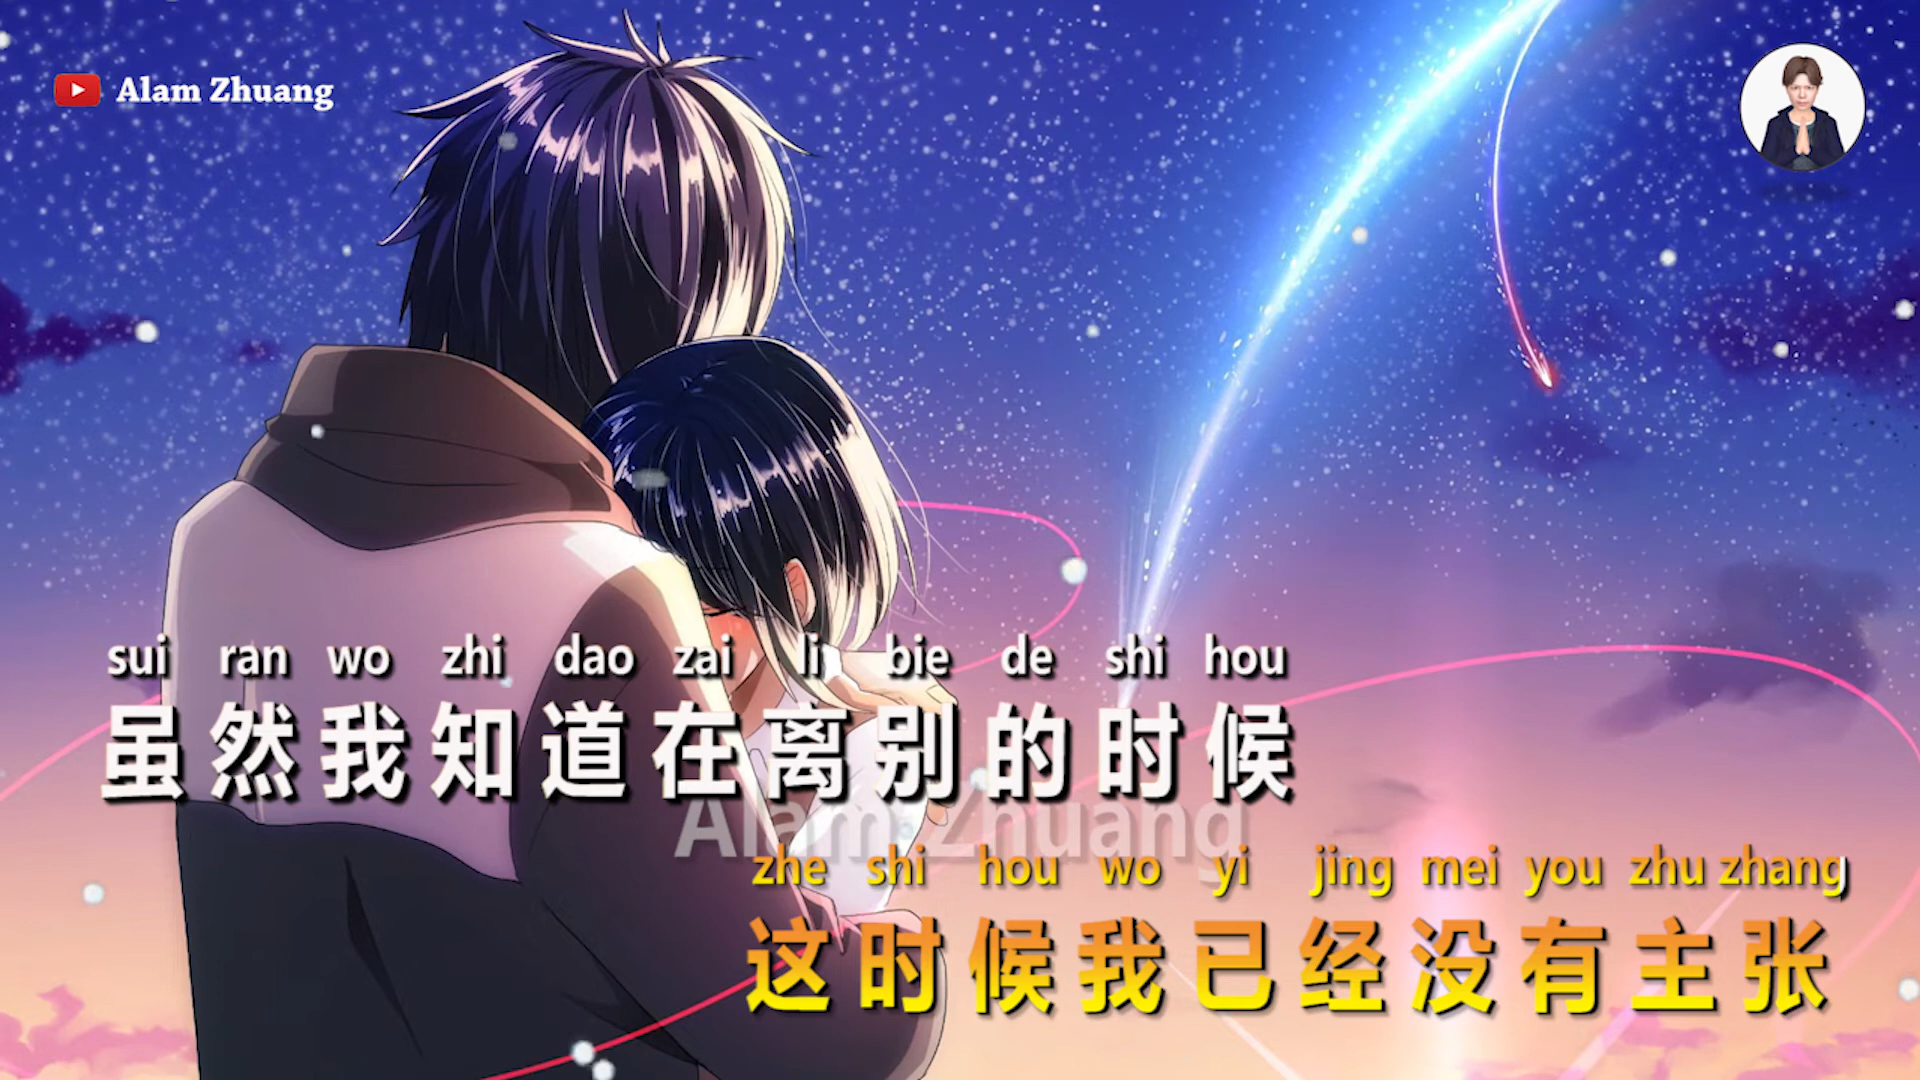 Alam Zhuang
sui ran wo zhi dao zai li bie de shi hou
虽然我知道在离别的时候
Alam Zhuang
zhe shi hou wo yi jing mei you zhu zhang
这时候我已经没有主张